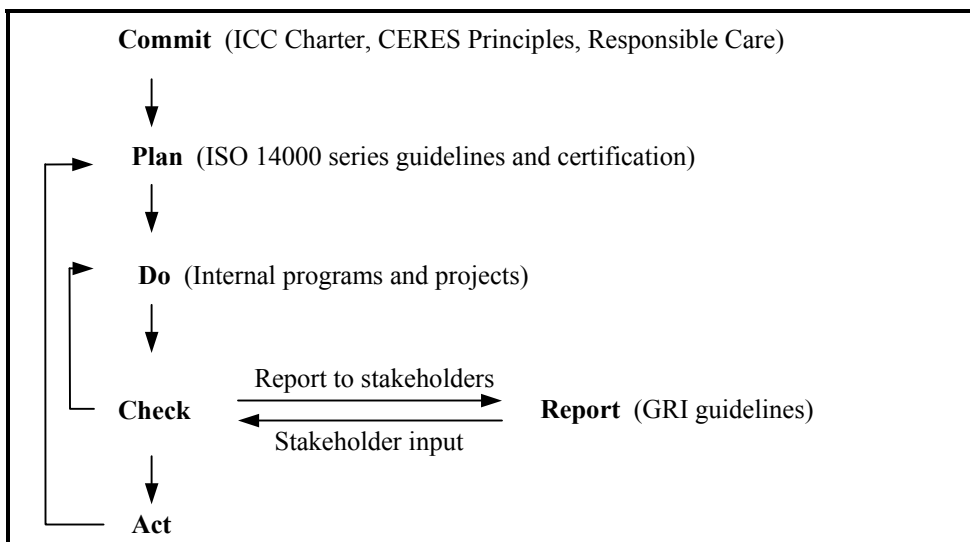 Commit (ICC Charter, CERES Principles, Responsible Care)
Plan (ISO 14000 series guidelines and certification)
Do (Internal programs and projects)
Report to stakeholders
Check
Report (GRI guidelines)
Stakeholder input
Act